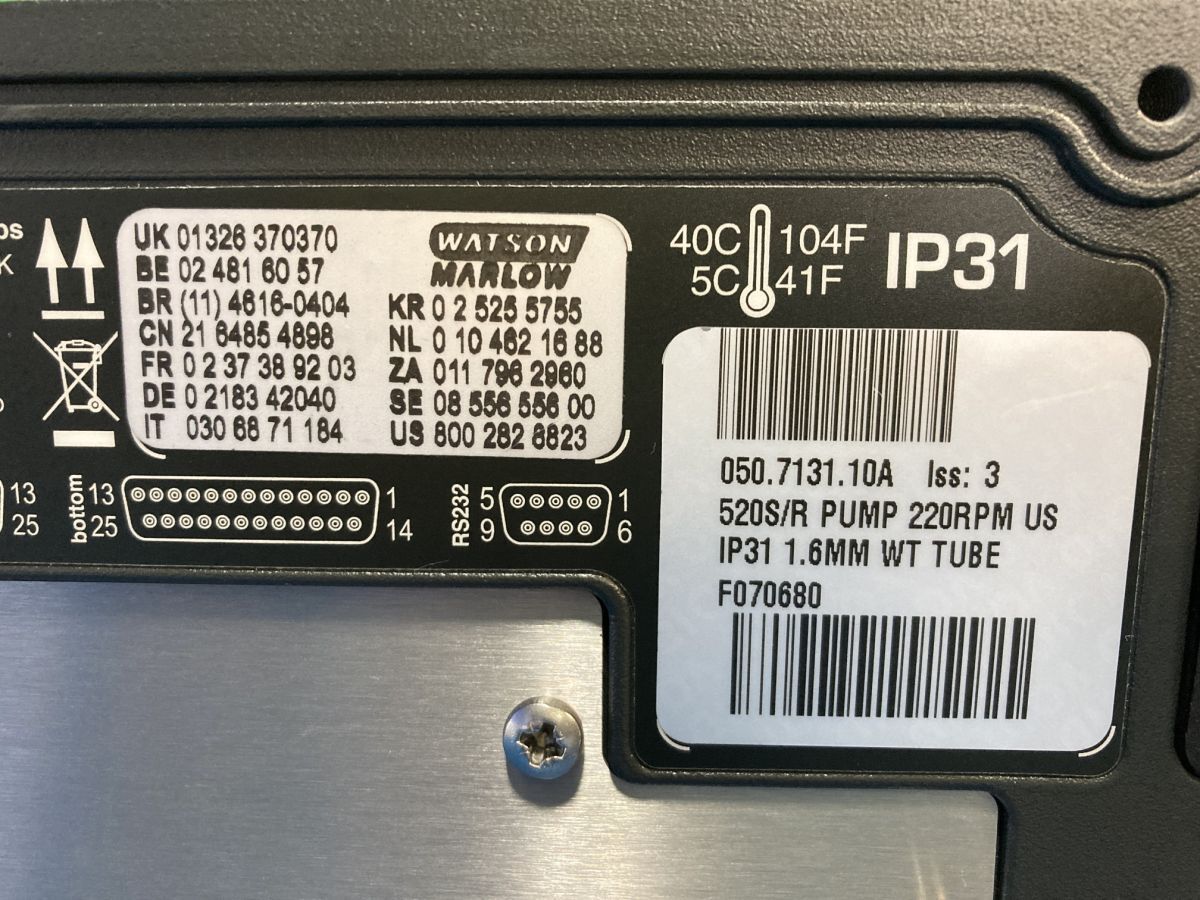 UK 01326 370370
BE 02 481 60 57
BR (11) 4616-0404
CN 21 6485 4898
FR 0 2 37 38 92 03
DE 0 2183 42040
IT 030 68 71 184
WATSON
MARLOW
KR 0 2 525 5755
NL 0 10 462 16 88
ZA 011 796 2960
SE 08 556 556 00
US 800 282 8823
40C 104F
5C 41F
IP31
13
25
bottom
13 1
25 14
RS232
5 1
9 6
050.7131.10A Iss: 3
520S/R PUMP 220RPM US
IP31 1.6MM WT TUBE
F070680